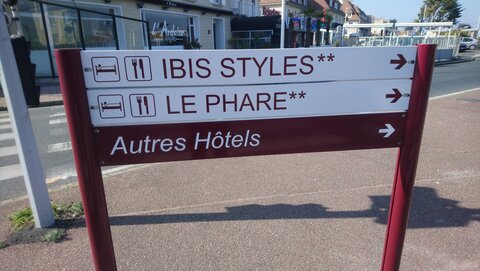 IBIS STYLES**
LE PHARE**
Autres Hôtels